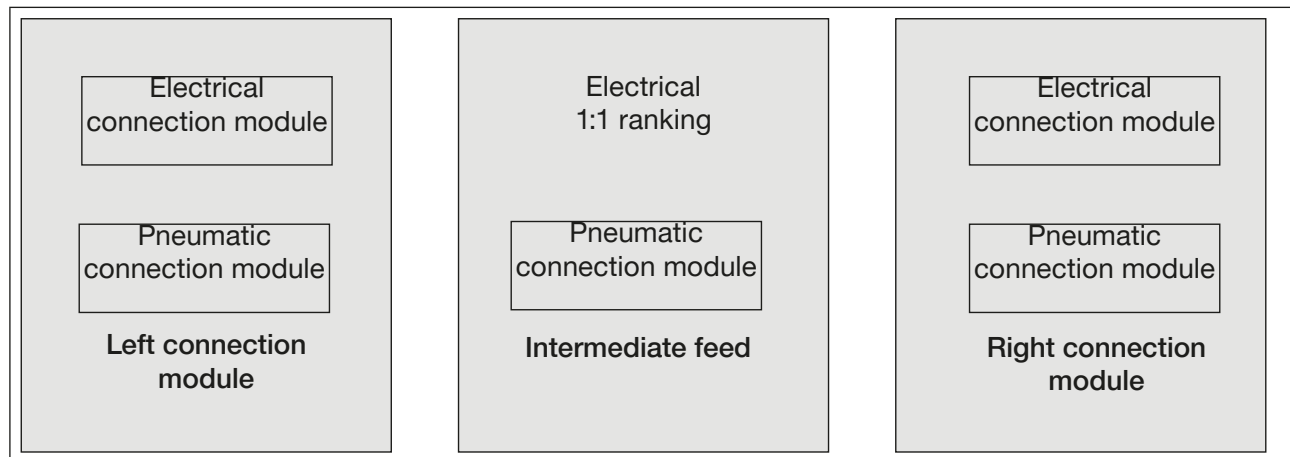 Electrical
connection module
Pneumatic
connection module
Left connection
module
Electrical
1:1 ranking
Pneumatic
connection module
Intermediate feed
Electrical
connection module
Pneumatic
connection module
Right connection
module